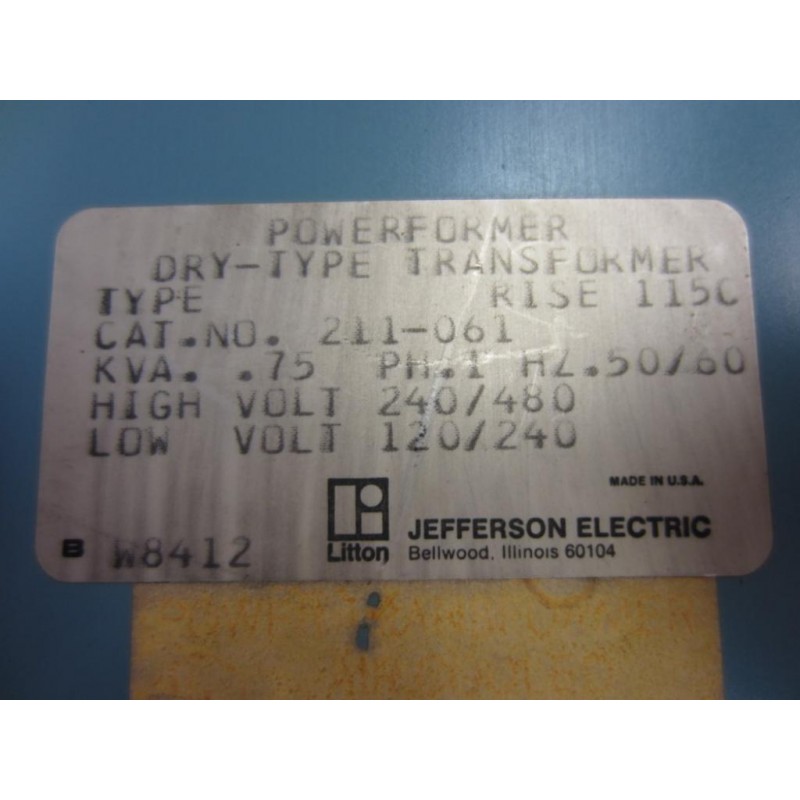 POWERFORMER
DRY-TYPE TRANSFORMER
TYPE RISE 115C
CAT.NO. 211-061
KVA. .75 PH.1 HZ.50/60
HIGH VOLT 240/480
LOW VOLT 120/240
MADE IN U.S.A.
Litton JEFFERSON ELECTRIC
Bellwood, Illinois 60104
B W8412